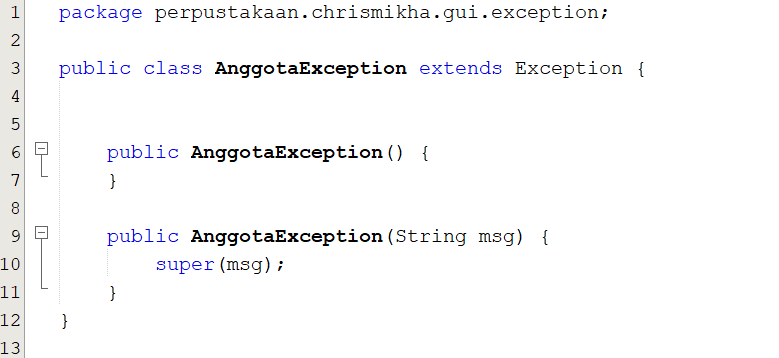 1 package perpustakaan.chrismikha.gui.exception;
2
3 public class AnggotaException extends Exception {
4
5
6 public AnggotaException() {
7 }
8
9 public AnggotaException(String msg) {
10 super(msg);
11 }
12 }
13